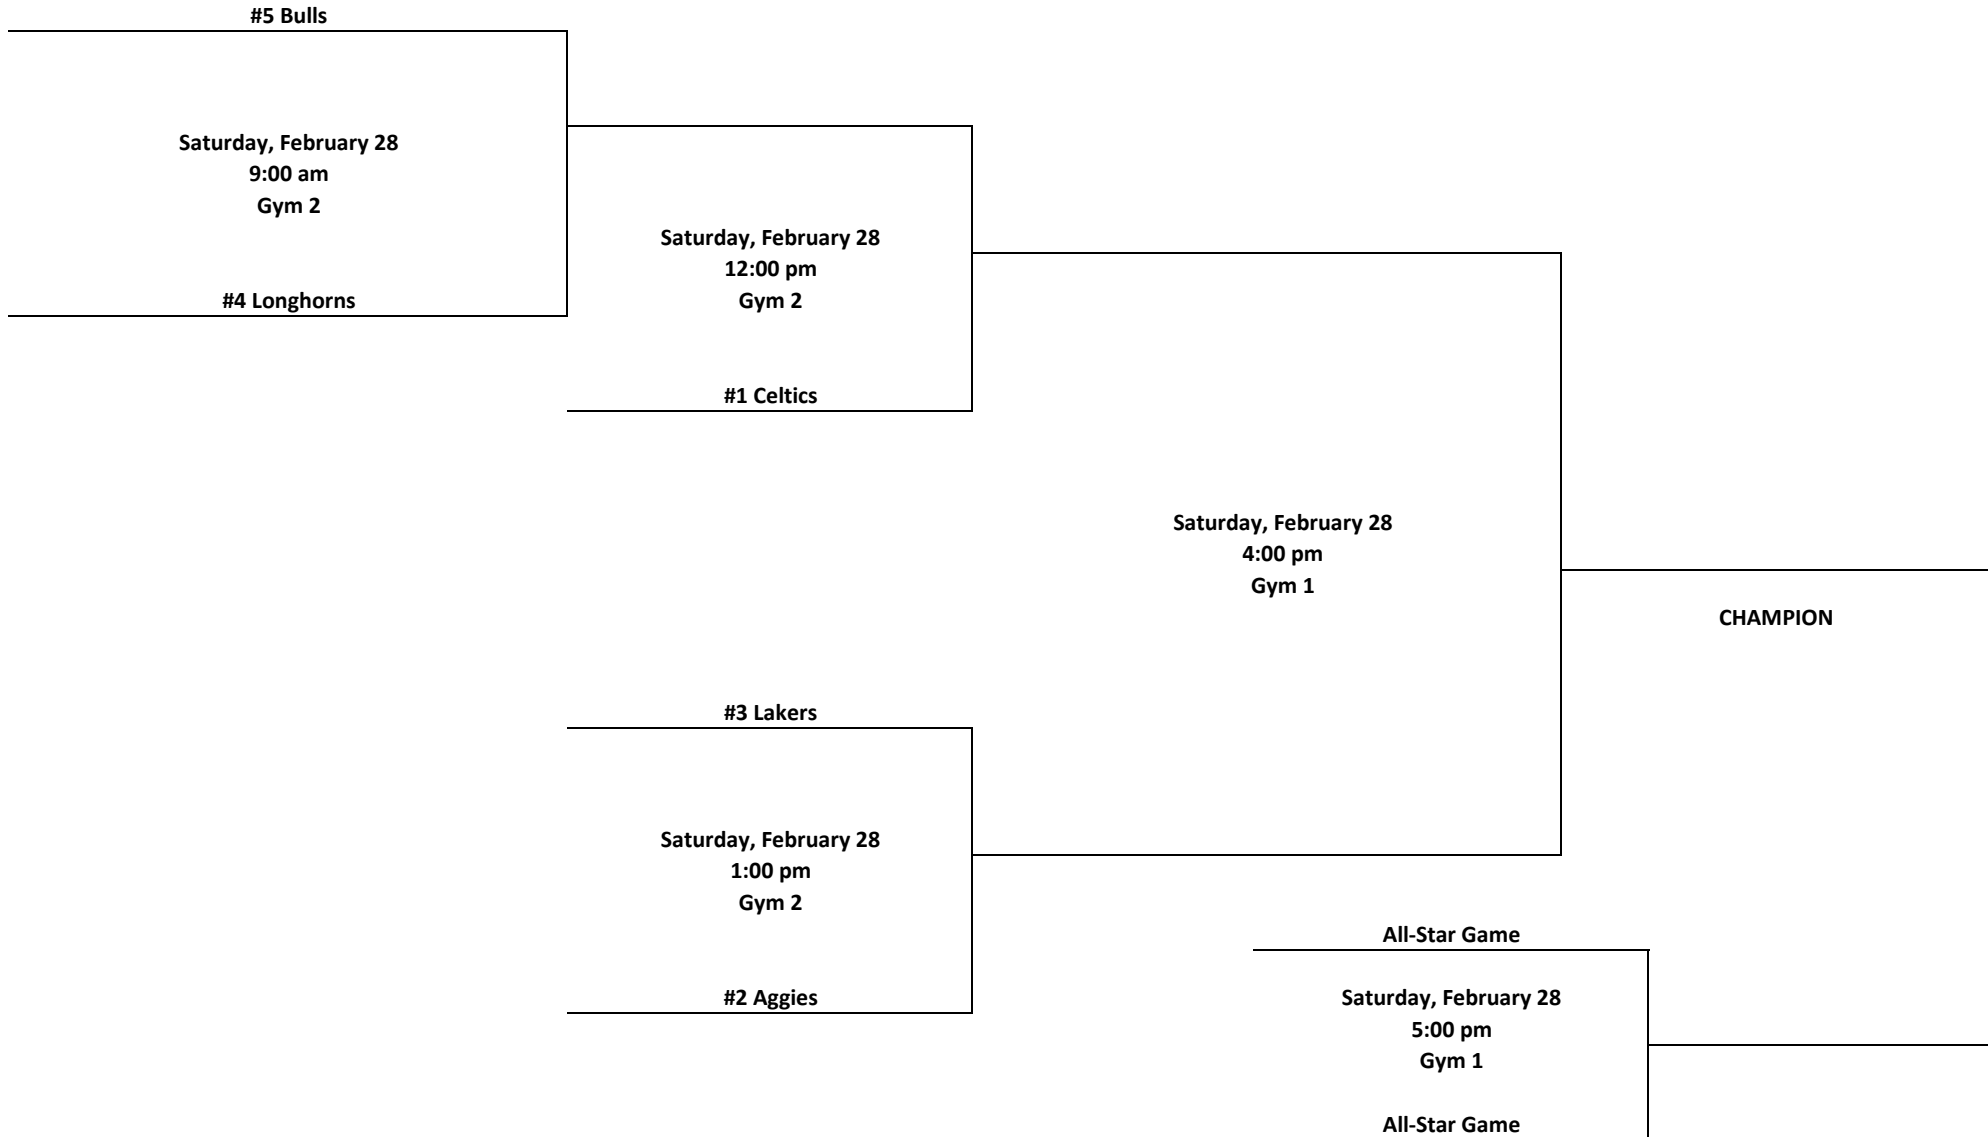 #5 Bulls
Saturday, February 28
9:00 am
Gym 2
#4 Longhorns
Saturday, February 28
12:00 pm
Gym 2
#1 Celtics
Saturday, February 28
4:00 pm
Gym 1
CHAMPION
#3 Lakers
Saturday, February 28
1:00 pm
Gym 2
#2 Aggies
All-Star Game
Saturday, February 28
5:00 pm
Gym 1
All-Star Game